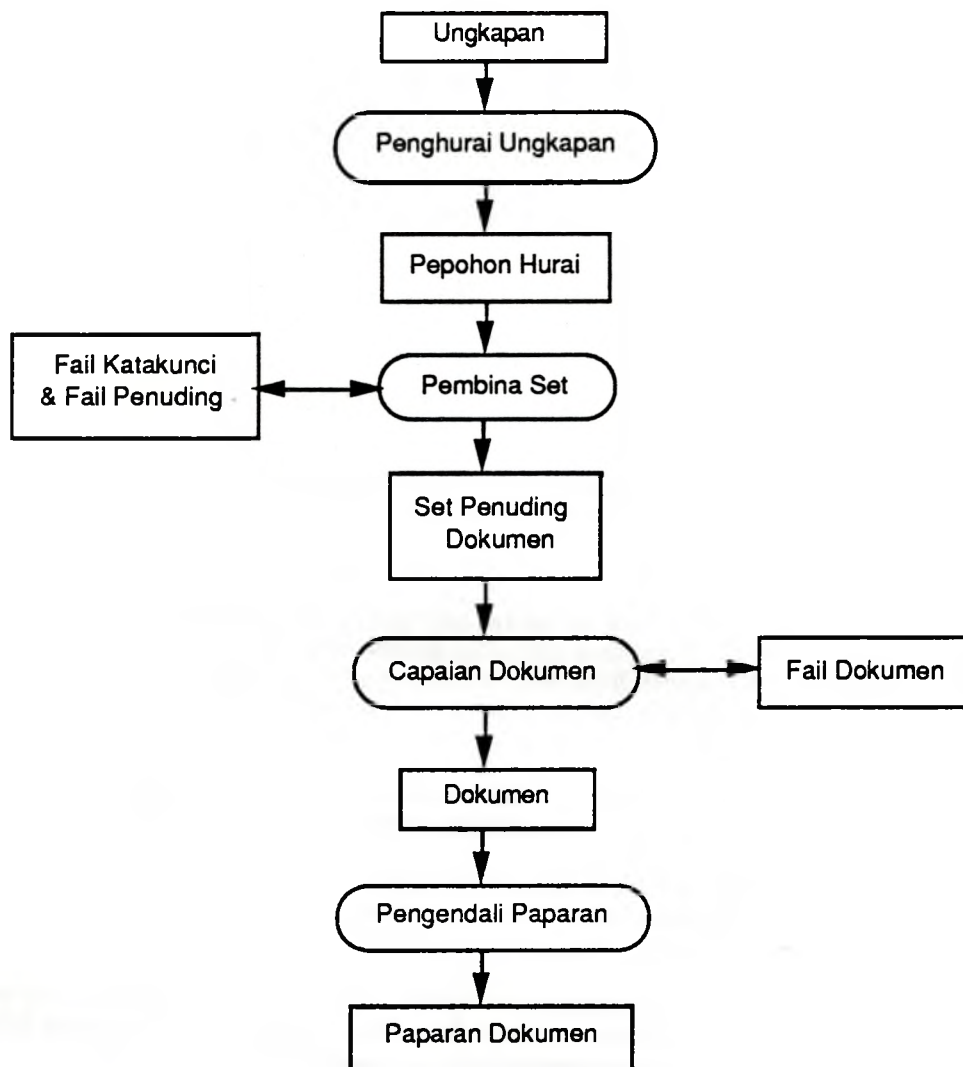 Ungkapan
Penghurai Ungkapan
Pepohon Hurai
Fail Katakunci
& Fail Penuding
Pembina Set
Set Penuding
Dokumen
Capaian Dokumen
Fail Dokumen
Dokumen
Pengendali Paparan
Paparan Dokumen